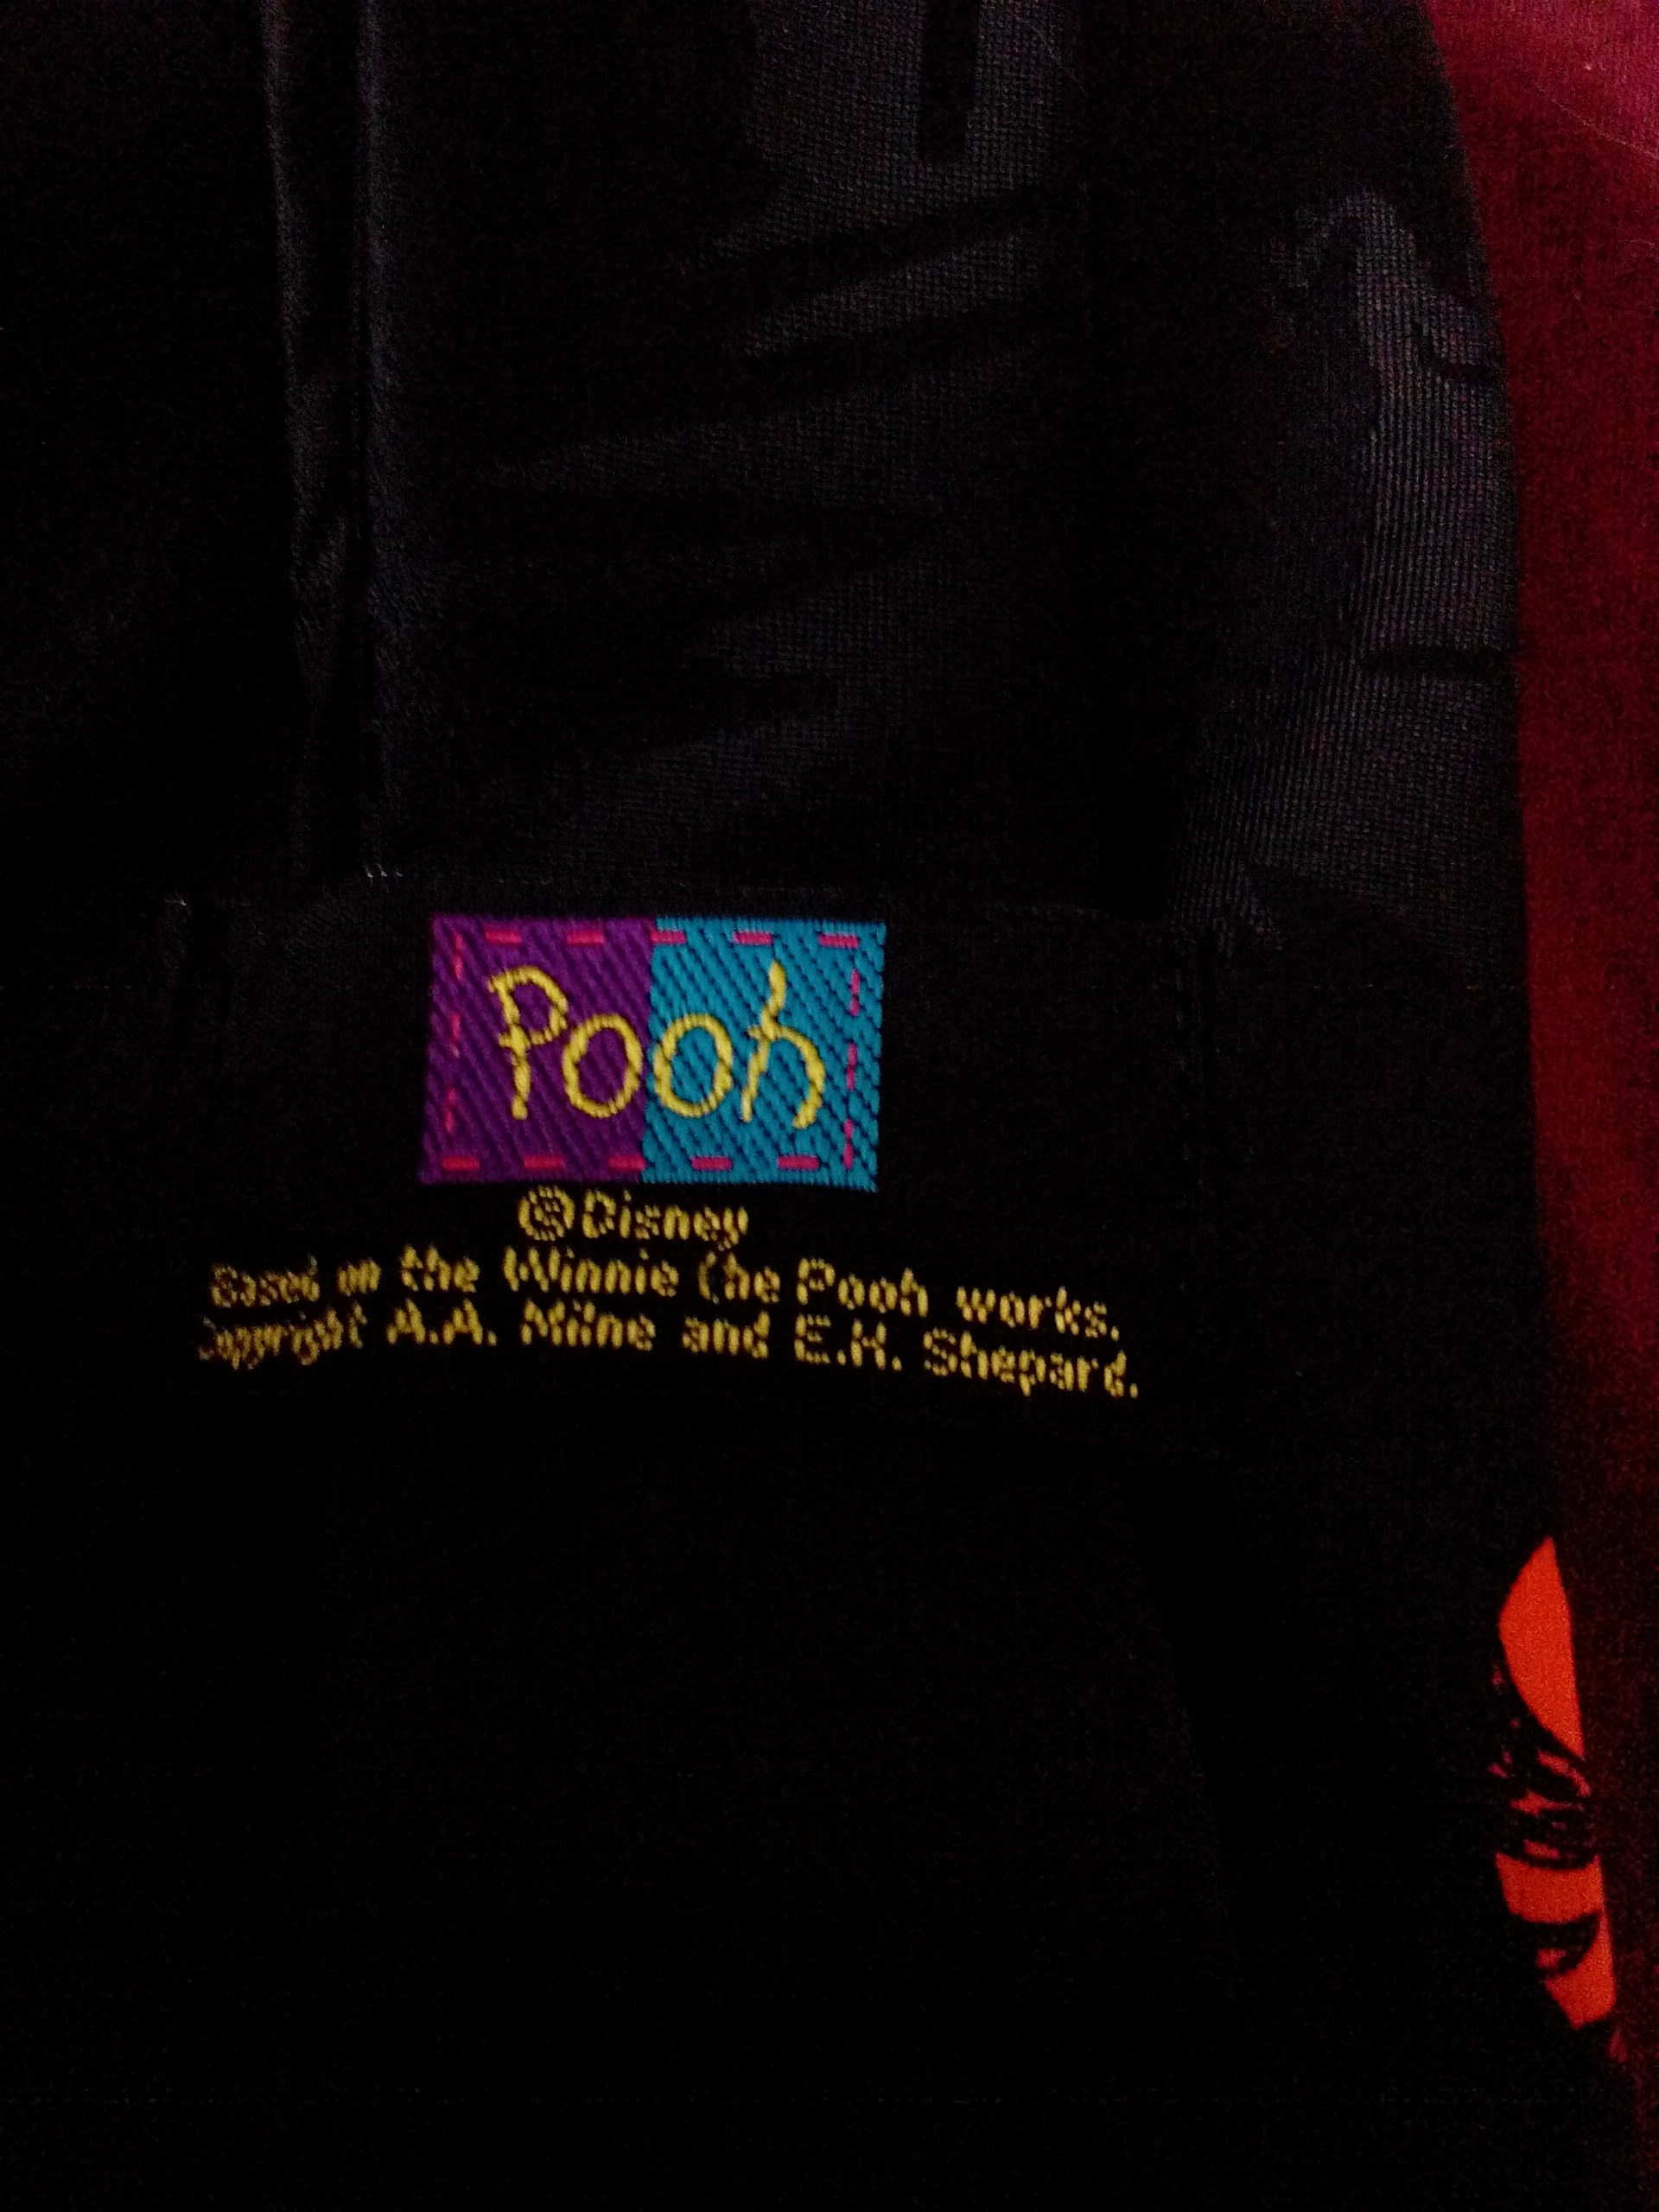 Pooh
©Disney
Based on the Winnie the Pooh works.
Copyright A.A. Milne and E.H. Shepard.